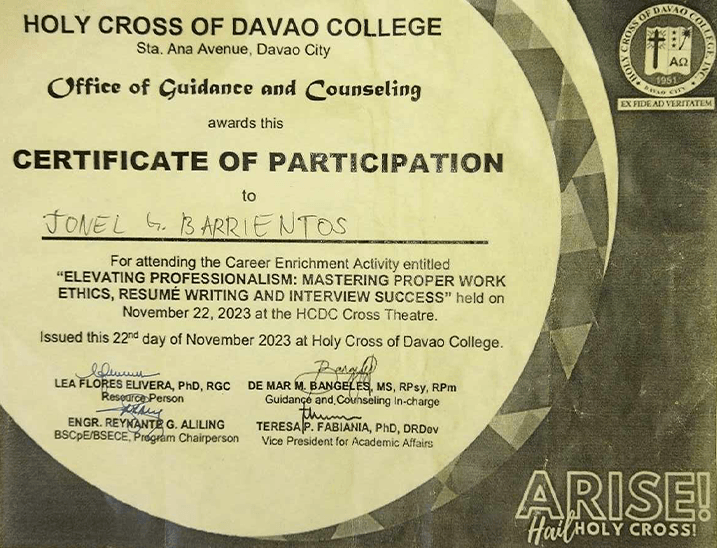 HOLY CROSS OF DAVAO COLLEGE
Sta. Ana Avenue, Davao City
Office of Guidance and Counseling
awards this
CERTIFICATE OF PARTICIPATION
to
JONEL G. BARRIENTOS
For attending the Career Enrichment Activity entitled
“ELEVATING PROFESSIONALISM: MASTERING PROPER WORK
ETHICS, RESUMÉ WRITING AND INTERVIEW SUCCESS” held on
November 22, 2023 at the HCDC Cross Theatre.
Issued this 22nd day of November 2023 at Holy Cross of Davao College.
LEA FLORES ELIVERA, PhD, RGC
Resource Person
DE MAR M. BANGELES, MS, RPsy, RPm
Guidance and Counseling In-charge
ENGR. REYNANTE G. ALILING
BSCpE/BSECE, Program Chairperson
TERESA P. FABIANIA, PhD, DRDev
Vice President for Academic Affairs
HOLY CROSS OF DAVAO COLLEGE, INC.
ΑΩ
1951
DAVAO CITY
EX FIDE AD VERITATEM
ARISE!
Hail HOLY CROSS!